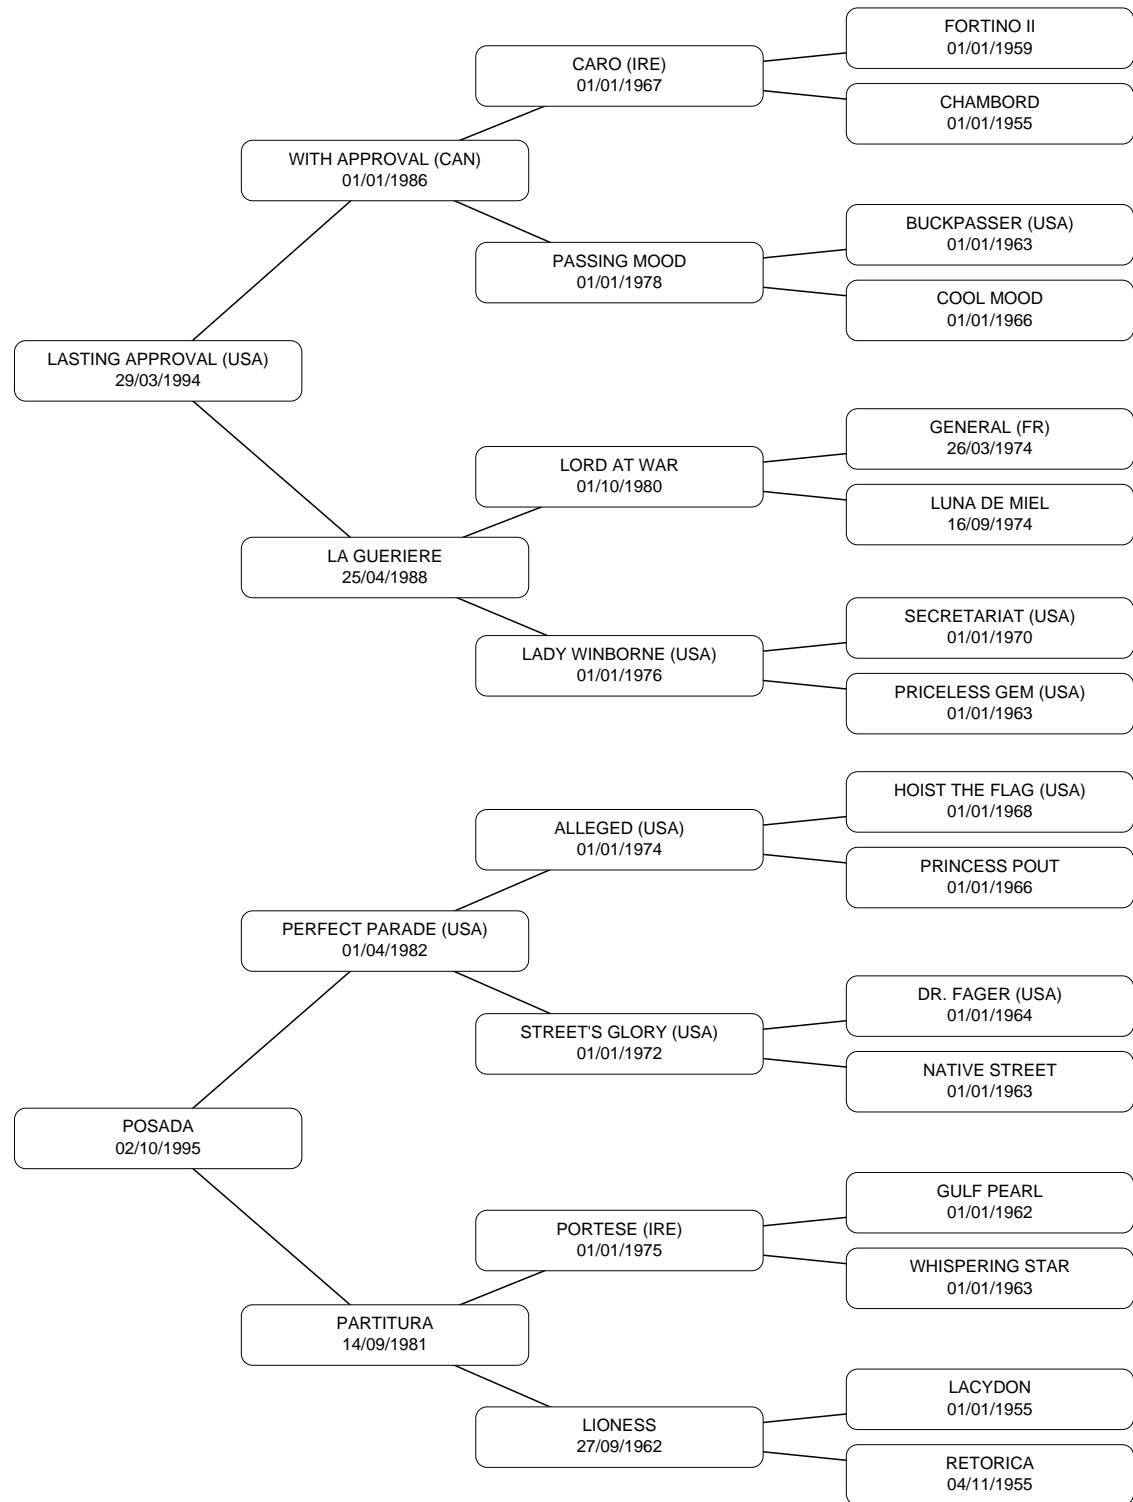 FORTINO II
01/01/1959
CARO (IRE)
01/01/1967
CHAMBORD
01/01/1955
WITH APPROVAL (CAN)
01/01/1986
BUCKPASSER (USA)
01/01/1963
PASSING MOOD
01/01/1978
COOL MOOD
01/01/1966
LASTING APPROVAL (USA)
29/03/1994
GENERAL (FR)
26/03/1974
LORD AT WAR
01/10/1980
LUNA DE MIEL
16/09/1974
LA GUERIERE
25/04/1988
SECRETARIAT (USA)
01/01/1970
LADY WINBORNE (USA)
01/01/1976
PRICELESS GEM (USA)
01/01/1963
HOIST THE FLAG (USA)
01/01/1968
ALLEGED (USA)
01/01/1974
PRINCESS POUT
01/01/1966
PERFECT PARADE (USA)
01/04/1982
DR. FAGER (USA)
01/01/1964
STREET'S GLORY (USA)
01/01/1972
NATIVE STREET
01/01/1963
POSADA
02/10/1995
GULF PEARL
01/01/1962
PORTESE (IRE)
01/01/1975
WHISPERING STAR
01/01/1963
PARTITURA
14/09/1981
LACYDON
01/01/1955
LIONESS
27/09/1962
RETORICA
04/11/1955